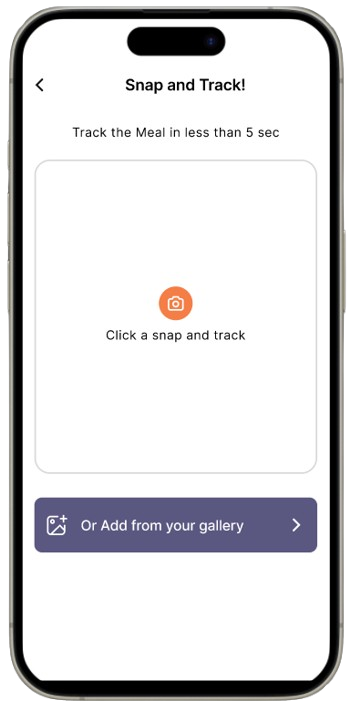 Snap and Track!
Track the Meal in less than 5 sec
Click a snap and track
Or Add from your gallery